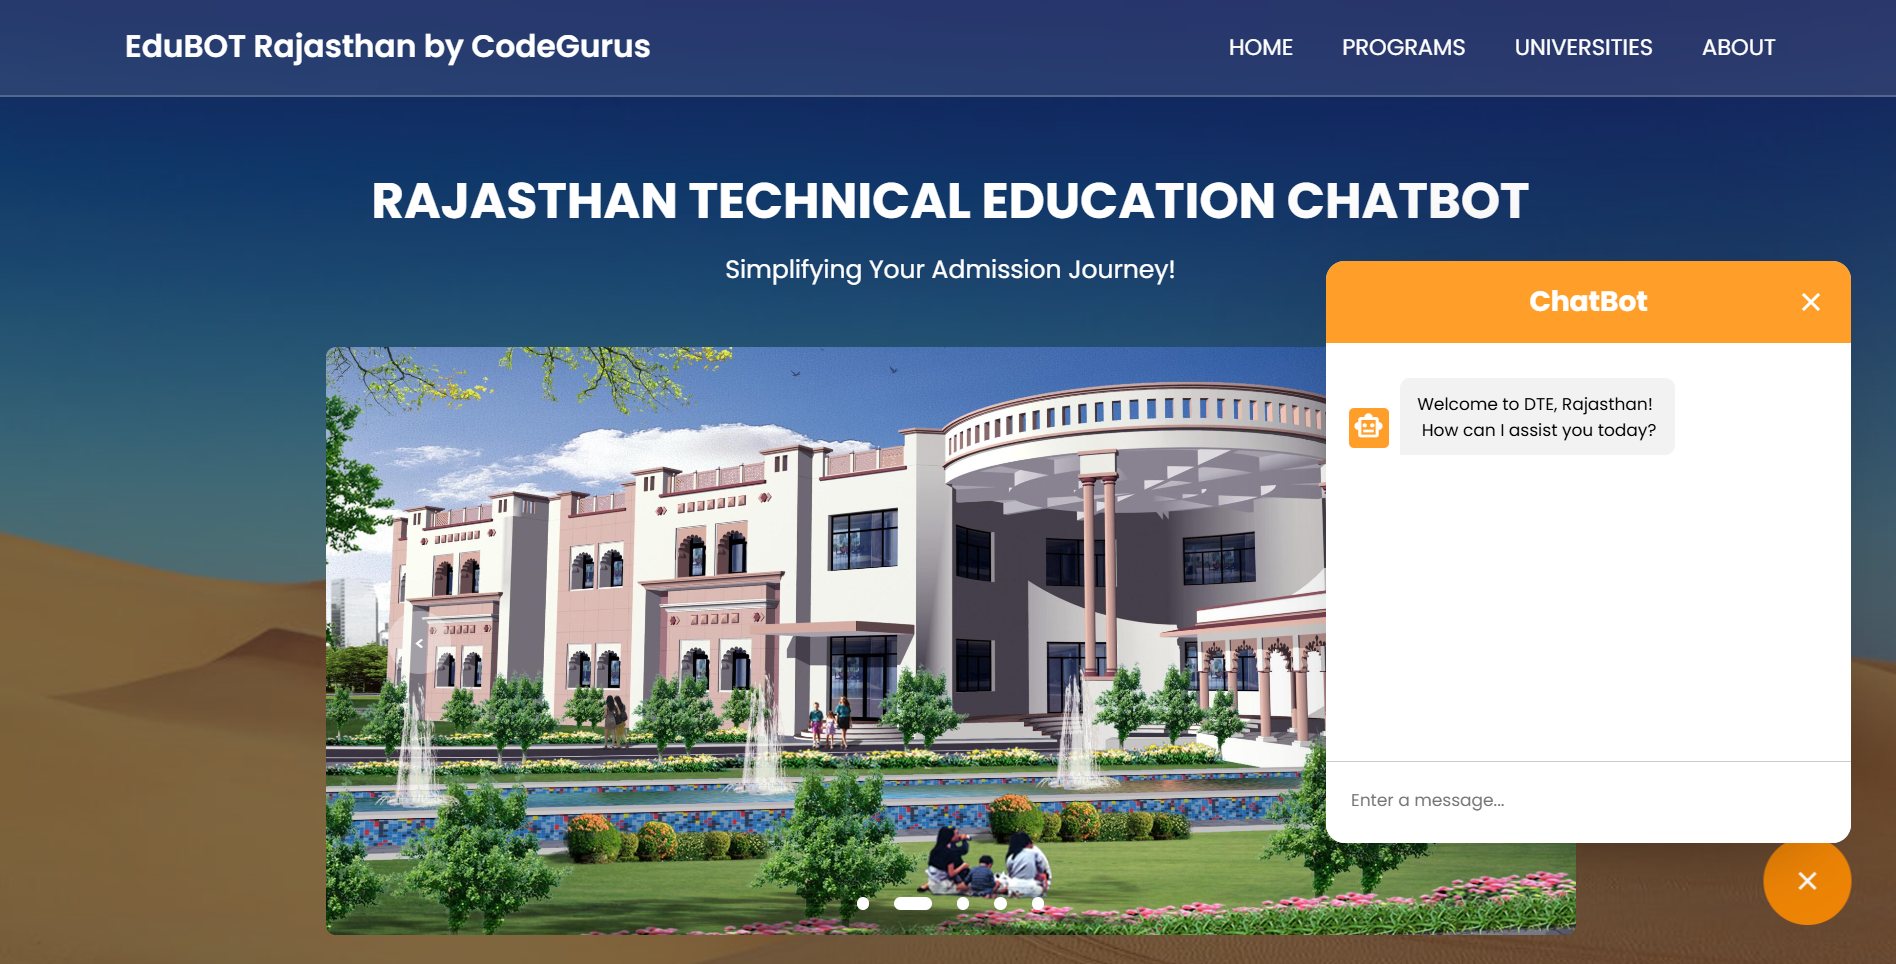 EduBOT Rajasthan by CodeGurus
HOME PROGRAMS UNIVERSITIES ABOUT
RAJASTHAN TECHNICAL EDUCATION CHATBOT
Simplifying Your Admission Journey!
ChatBot
Welcome to DTE, Rajasthan!
How can I assist you today?
Enter a message...